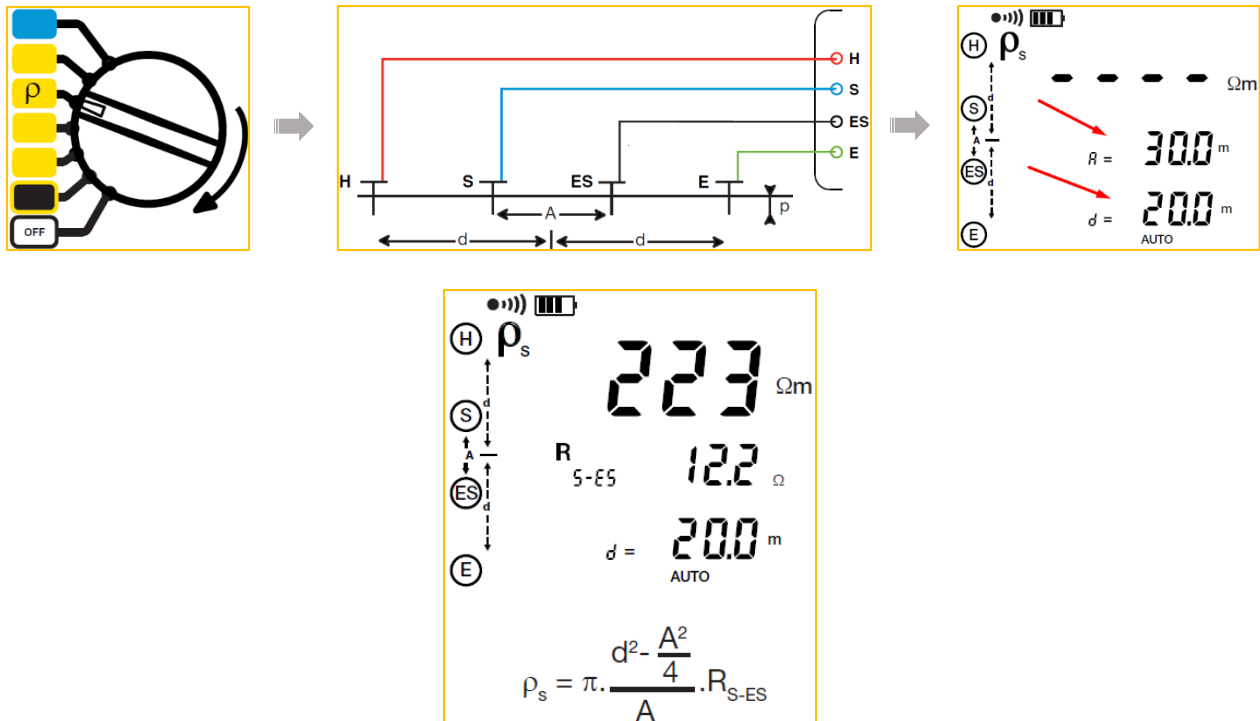 ρ
OFF
H
S
ES
E
H
S
ES
E
A
p
d
d
H
ρs
d
- - - - Ωm
S
A
A = 30.0 m
ES
d
d = 20.0 m
E
AUTO
H
ρs
223 Ωm
d
S
A
R S-ES 12.2 Ω
ES
d
d = 20.0 m
E
AUTO
ρs = π. (d² - A²/4)/A .R S-ES